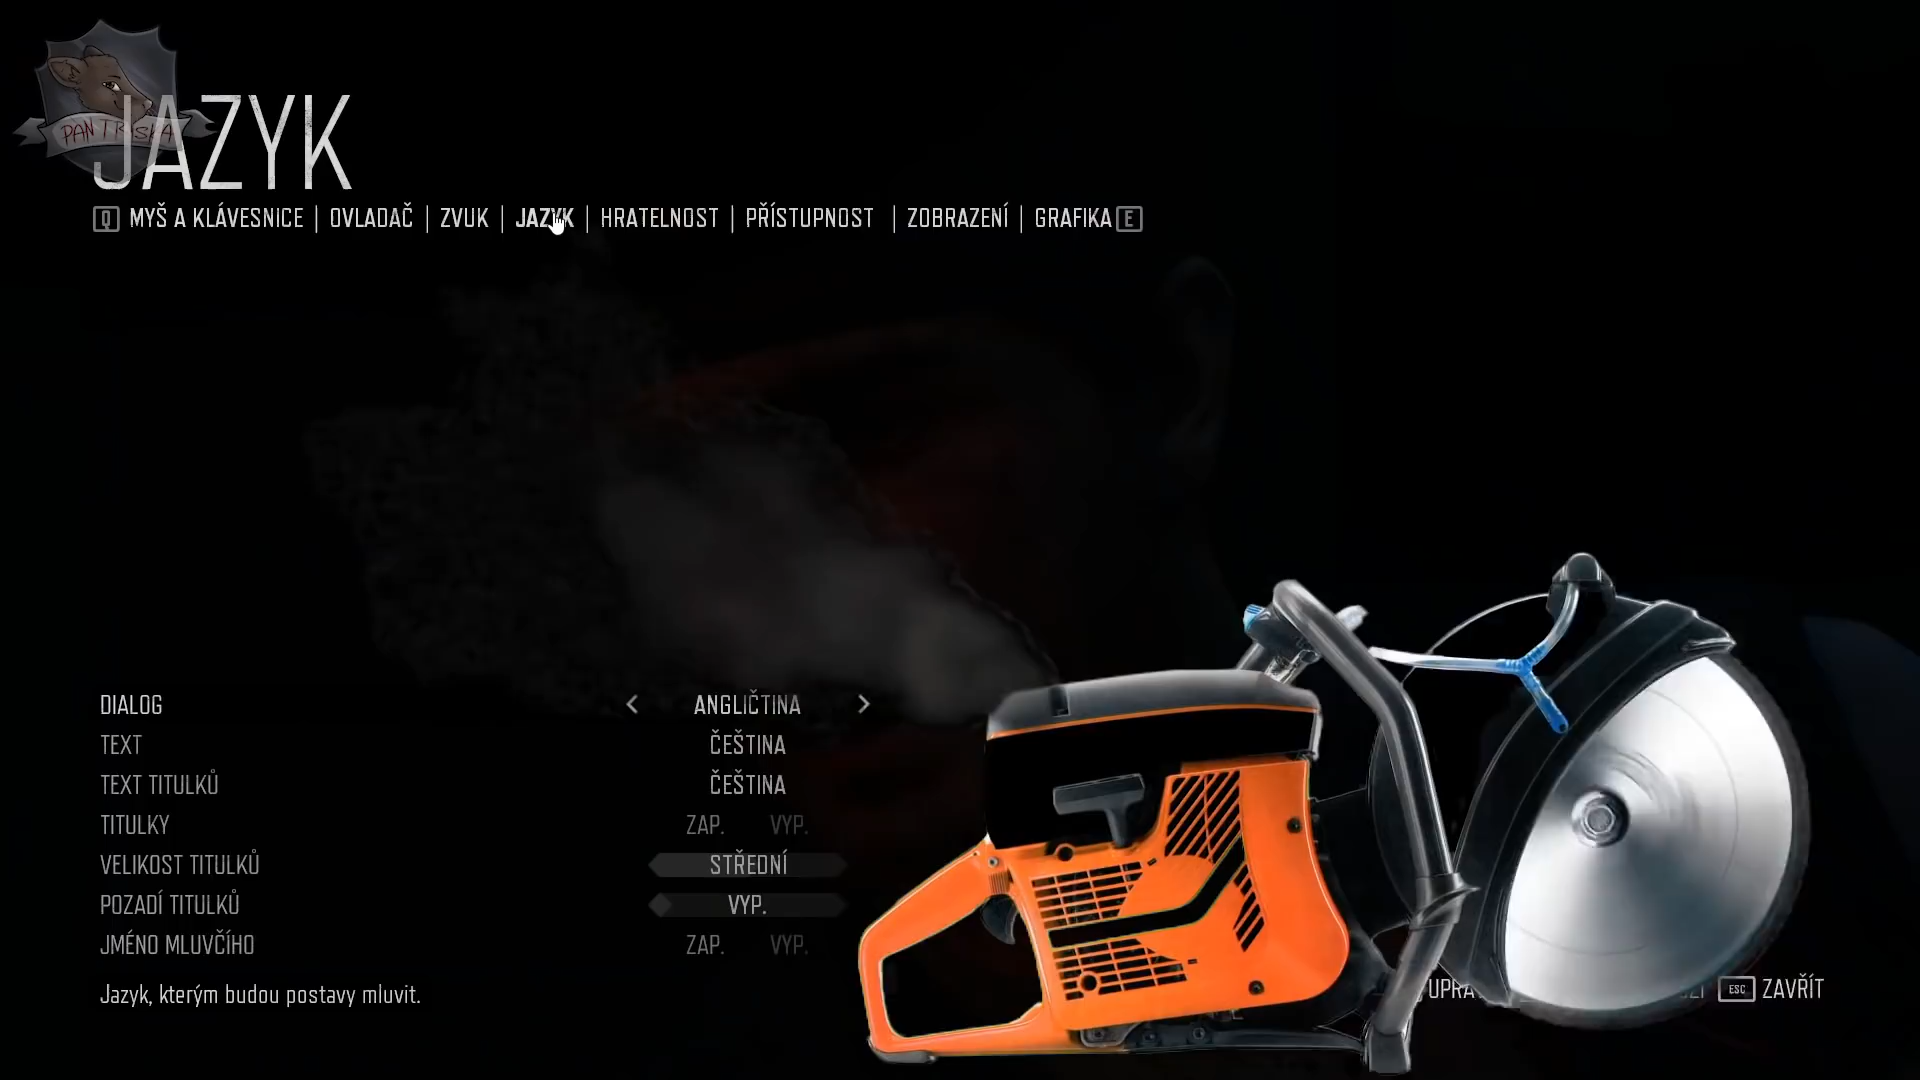 PAN TRISKA
JAZYK
Q MYŠ A KLÁVESNICE | OVLADAČ | ZVUK | JAZYK | HRATELNOST | PŘÍSTUPNOST | ZOBRAZENÍ | GRAFIKA E
DIALOG < ANGLIČTINA >
TEXT ČEŠTINA
TEXT TITULKŮ ČEŠTINA
TITULKY ZAP. VYP.
VELIKOST TITULKŮ STŘEDNÍ
POZADÍ TITULKŮ VYP.
JMÉNO MLUVČÍHO ZAP. VYP.
Jazyk, kterým budou postavy mluvit.
ESC ZAVŘÍT